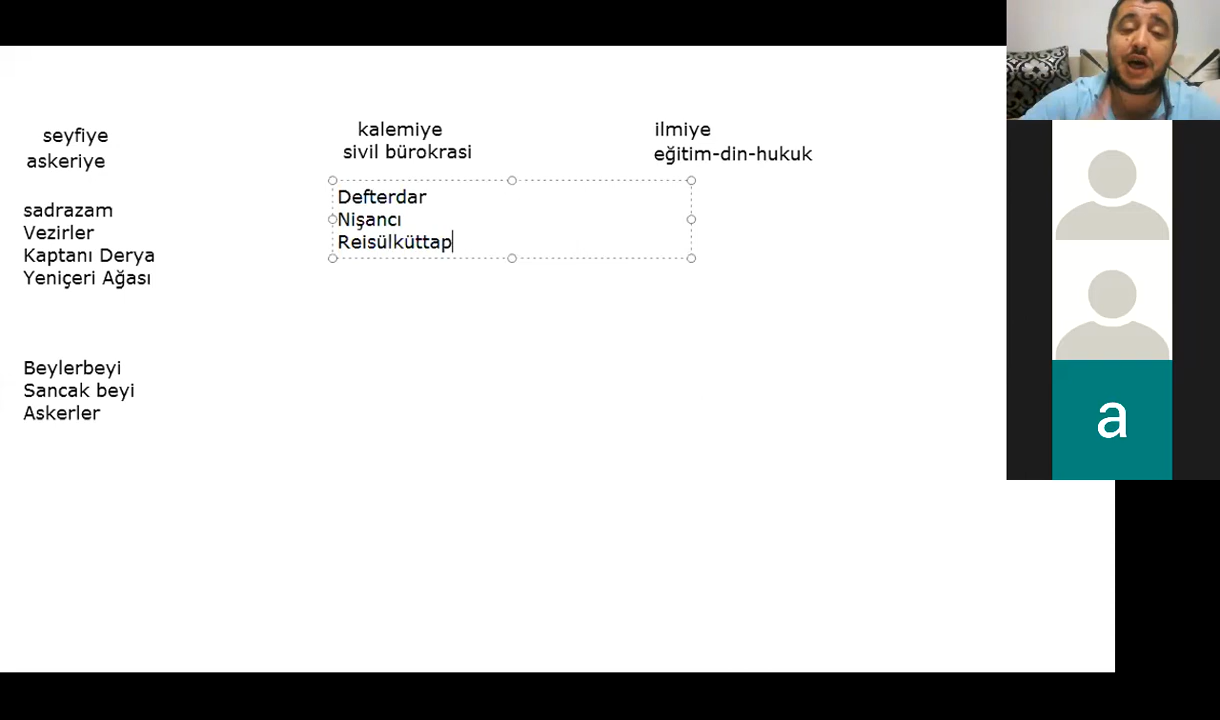 seyfiye
askeriye
sadrazam
Vezirler
Kaptanı Derya
Yeniçeri Ağası
Beylerbeyi
Sancak beyi
Askerler
kalemiye
sivil bürokrasi
Defterdar
Nişancı
Reisülküttap
ilmiye
eğitim-din-hukuk
a